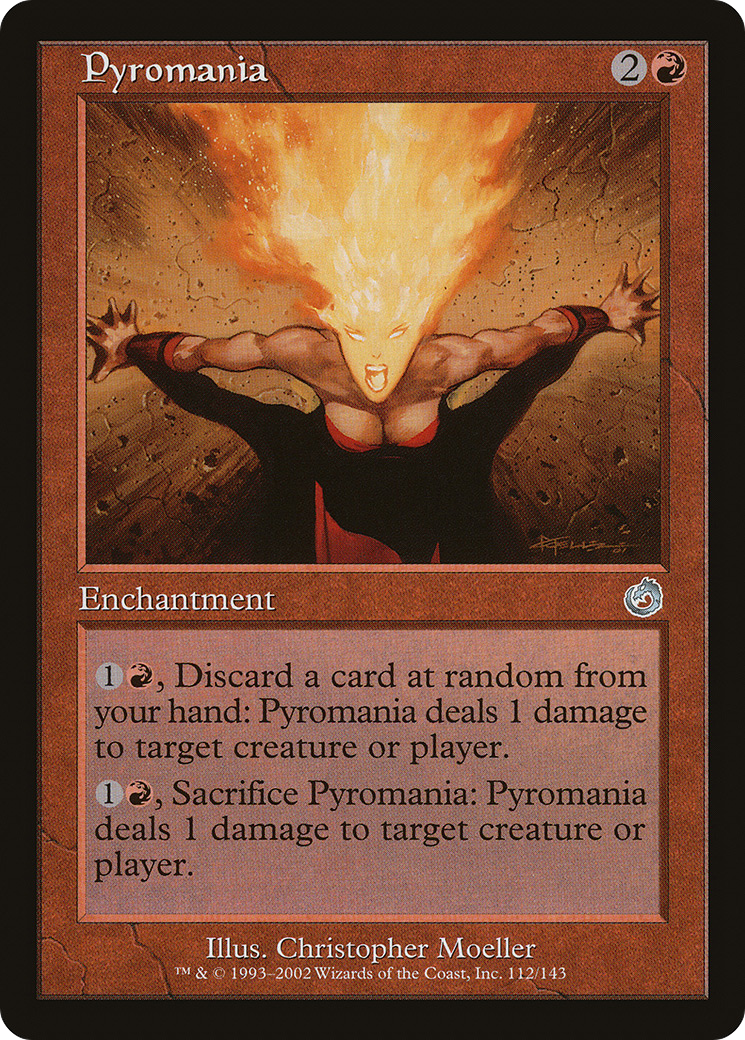 Pyromania 2
Enchantment
1, Discard a card at random from
your hand: Pyromania deals 1 damage
to target creature or player.
1, Sacrifice Pyromania: Pyromania
deals 1 damage to target creature or
player.
Illus. Christopher Moeller
™ & © 1993–2002 Wizards of the Coast, Inc. 112/143